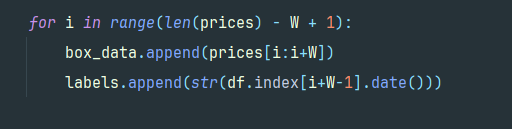 for i in range(len(prices) - W + 1):
    box_data.append(prices[i:i+W])
    labels.append(str(df.index[i+W-1].date()))